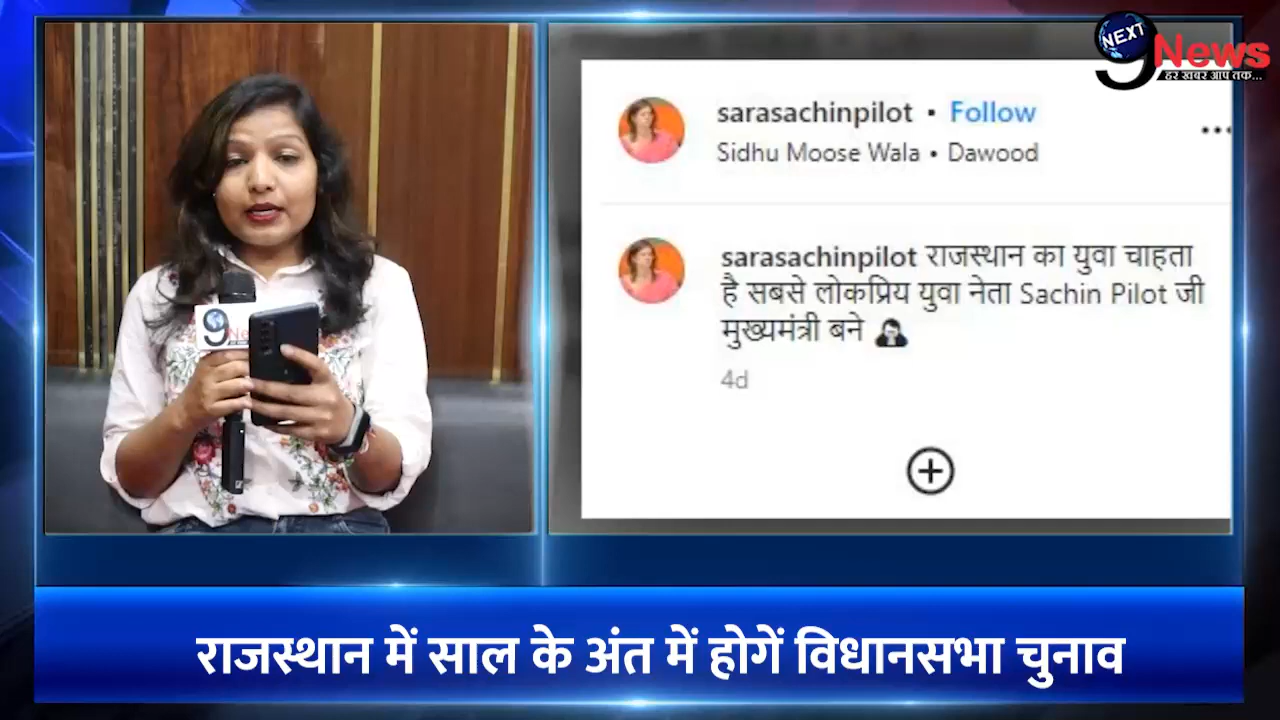 NEXT
9 News
हर खबर आप तक...
sarasachinpilot • Follow
Sidhu Moose Wala • Dawood
sarasachinpilot राजस्थान का युवा चाहता
है सबसे लोकप्रिय युवा नेता Sachin Pilot जी
मुख्यमंत्री बने
4d
9
राजस्थान में साल के अंत में होगें विधानसभा चुनाव